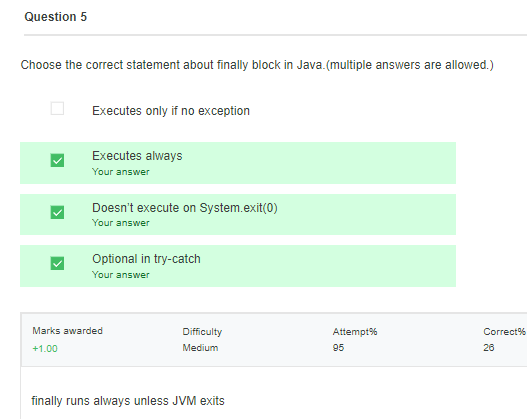 Question 5
Choose the correct statement about finally block in Java.(multiple answers are allowed.)
Executes only if no exception
Executes always
Your answer
Doesn't execute on System.exit(0)
Your answer
Optional in try-catch
Your answer
Marks awarded Difficulty Attempt% Correct%
+1.00 Medium 95 26
finally runs always unless JVM exits